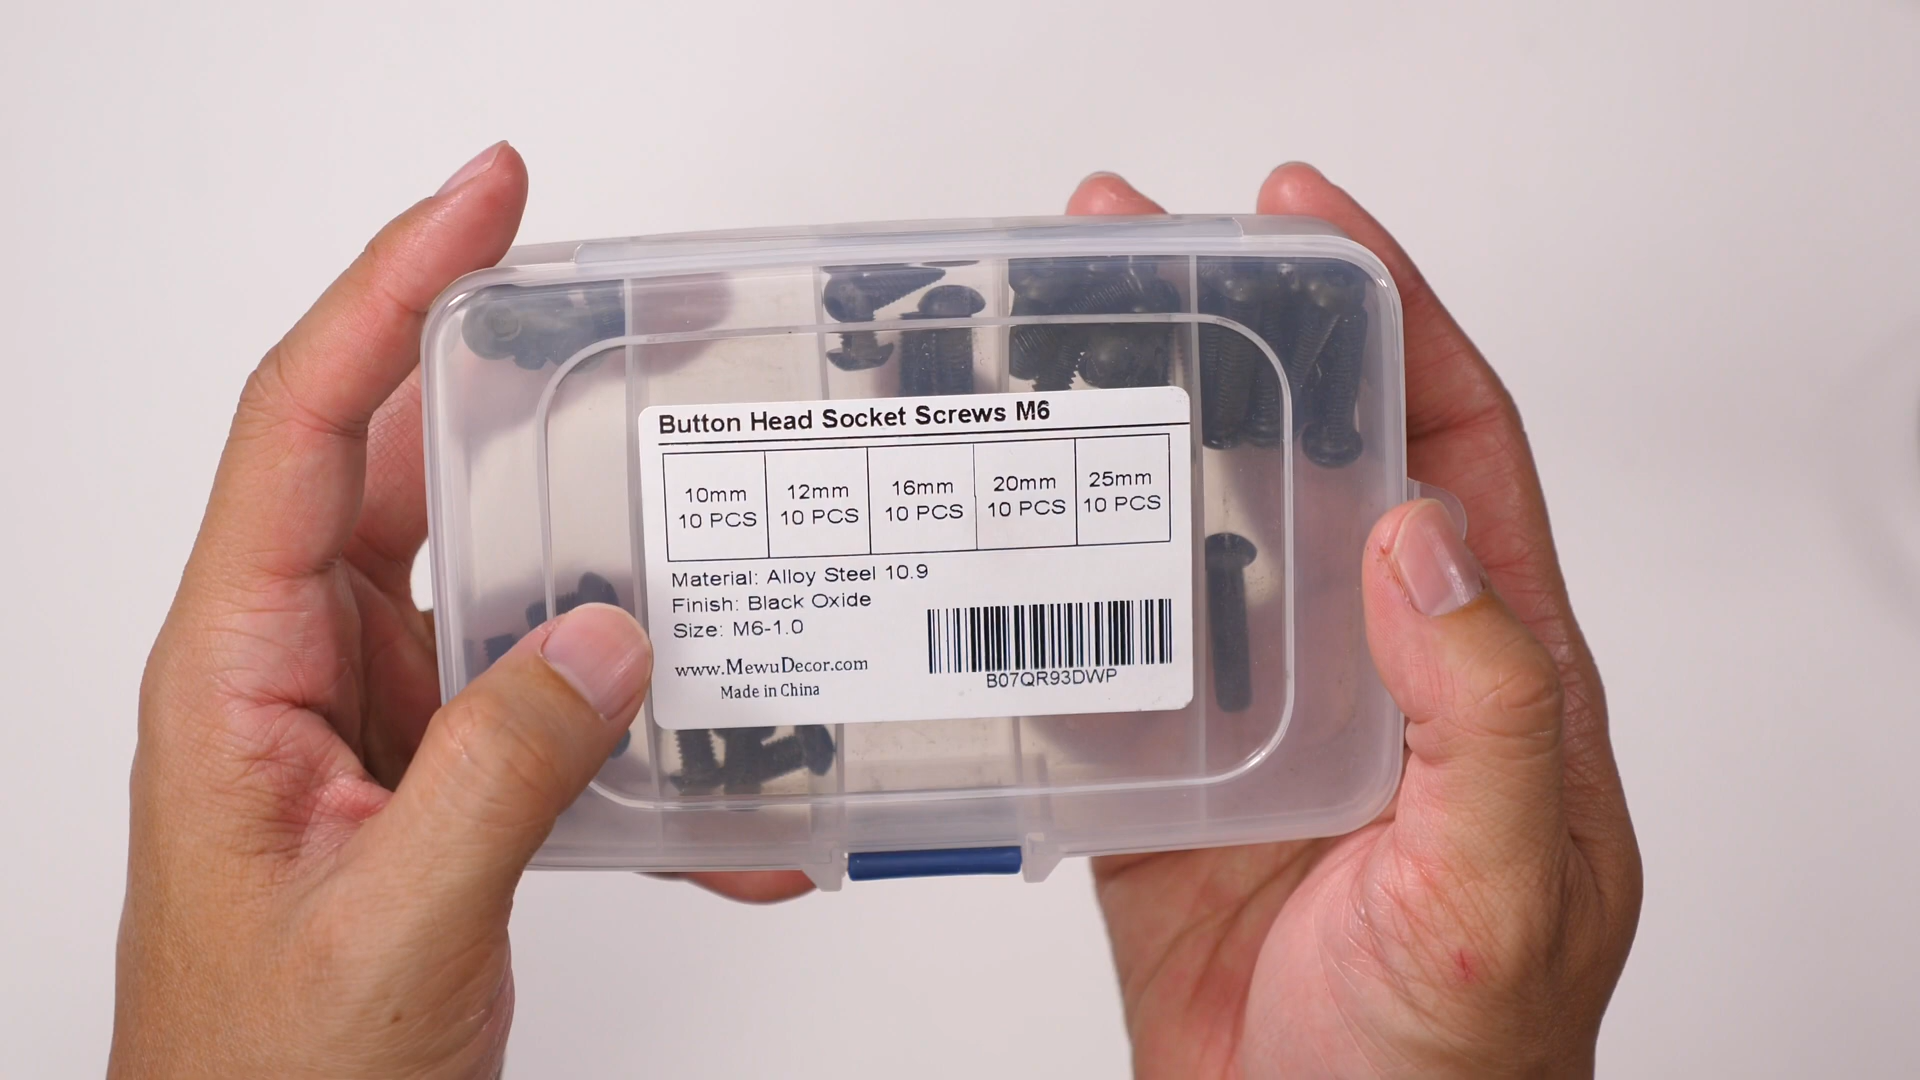 Button Head Socket Screws M6
10mm 12mm 16mm 20mm 25mm
10 PCS 10 PCS 10 PCS 10 PCS 10 PCS
Material: Alloy Steel 10.9
Finish: Black Oxide
Size: M6-1.0
www.MewuDecor.com
Made in China
B07QR93DWP